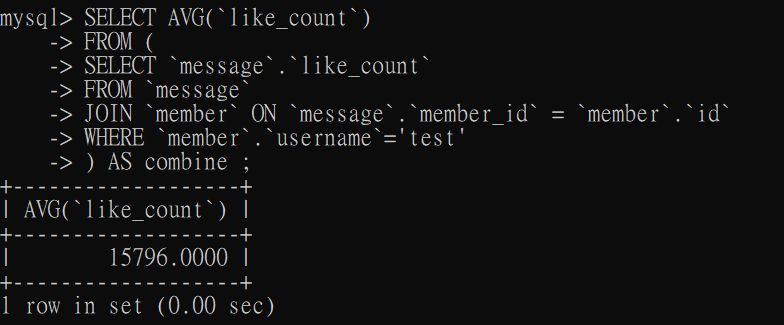 mysql> SELECT AVG(`like_count`)
    -> FROM (
    -> SELECT `message`.`like_count`
    -> FROM `message`
    -> JOIN `member` ON `message`.`member_id` = `member`.`id`
    -> WHERE `member`.`username`='test'
    -> ) AS combine ;
+-------------------+
| AVG(`like_count`) |
+-------------------+
|        15796.0000 |
+-------------------+
1 row in set (0.00 sec)